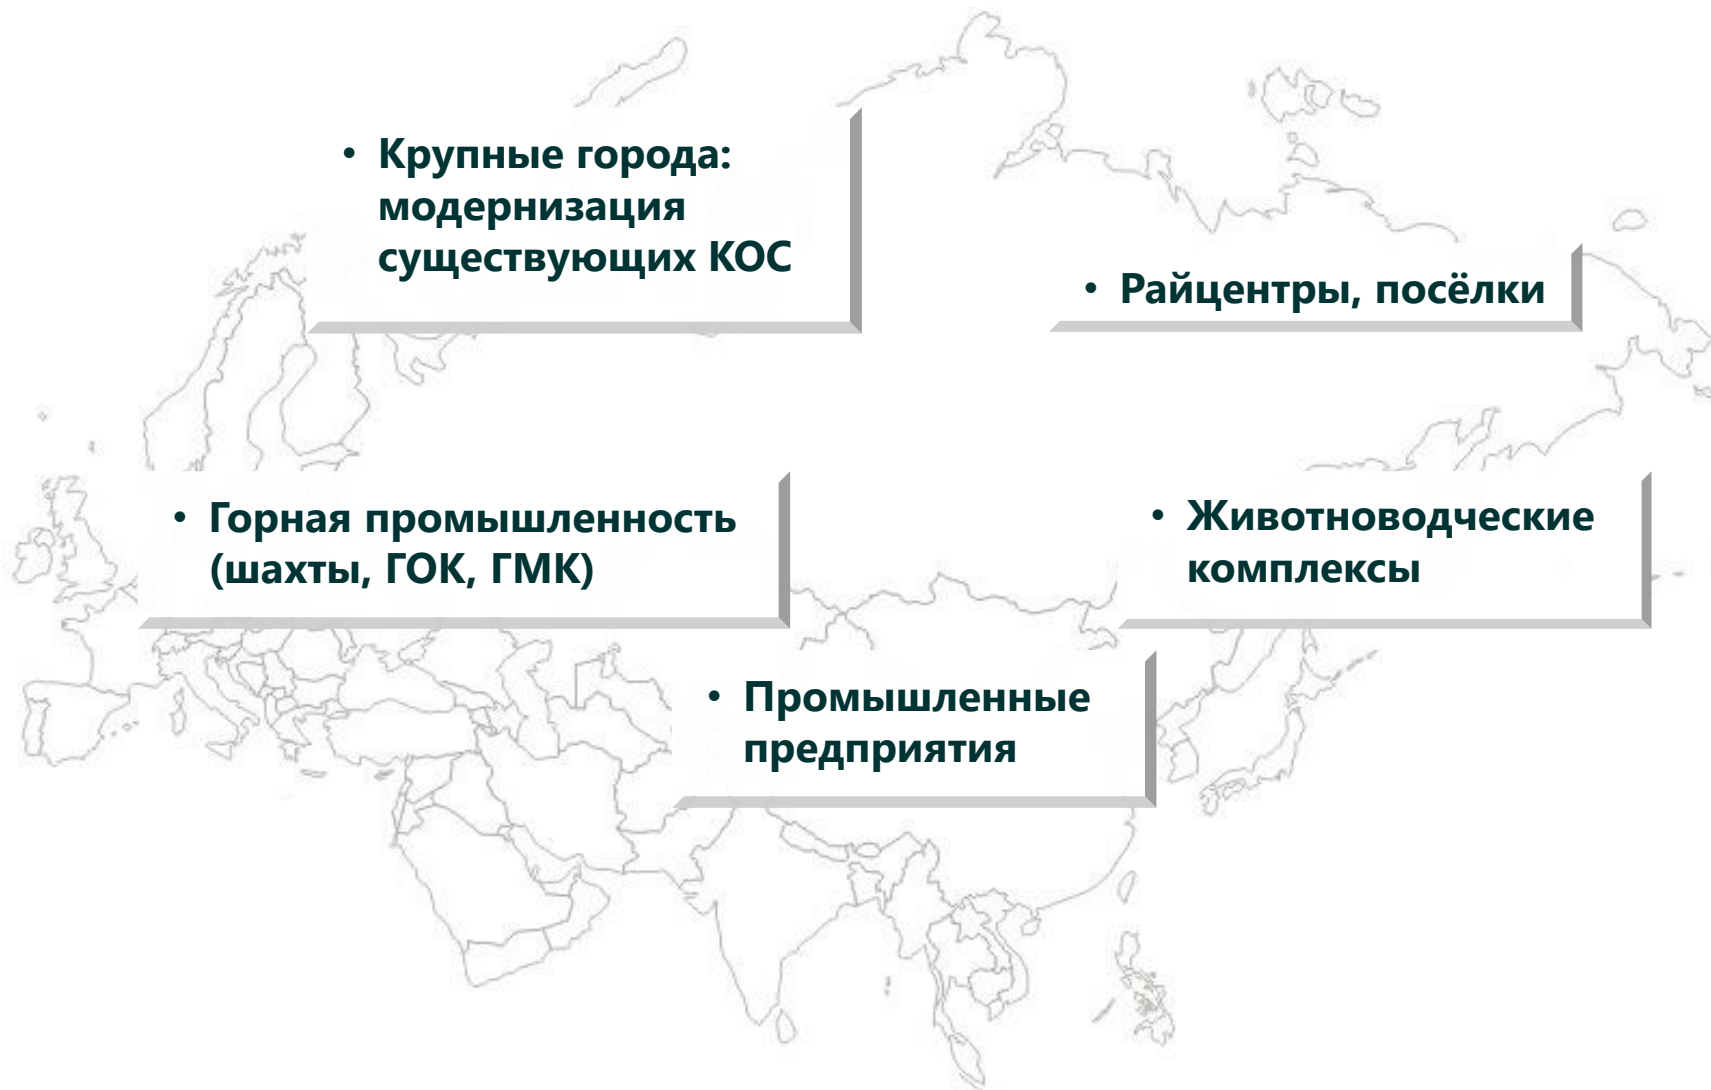 • Крупные города:
модернизация
существующих КОС
• Райцентры, посёлки
• Горная промышленность
(шахты, ГОК, ГМК)
• Животноводческие
комплексы
• Промышленные
предприятия